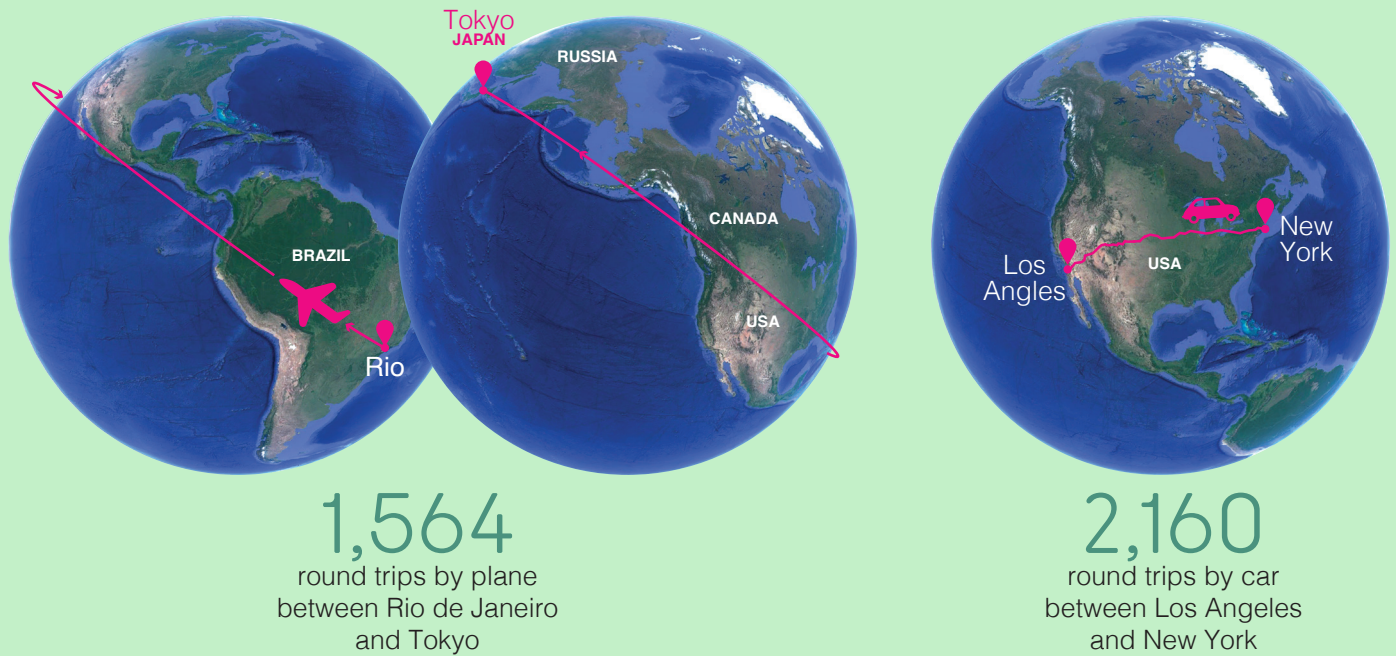 Tokyo
JAPAN
RUSSIA
CANADA
USA
BRAZIL
Rio
New
York
Los
Angles
USA
1,564
round trips by plane
between Rio de Janeiro
and Tokyo
2,160
round trips by car
between Los Angeles
and New York